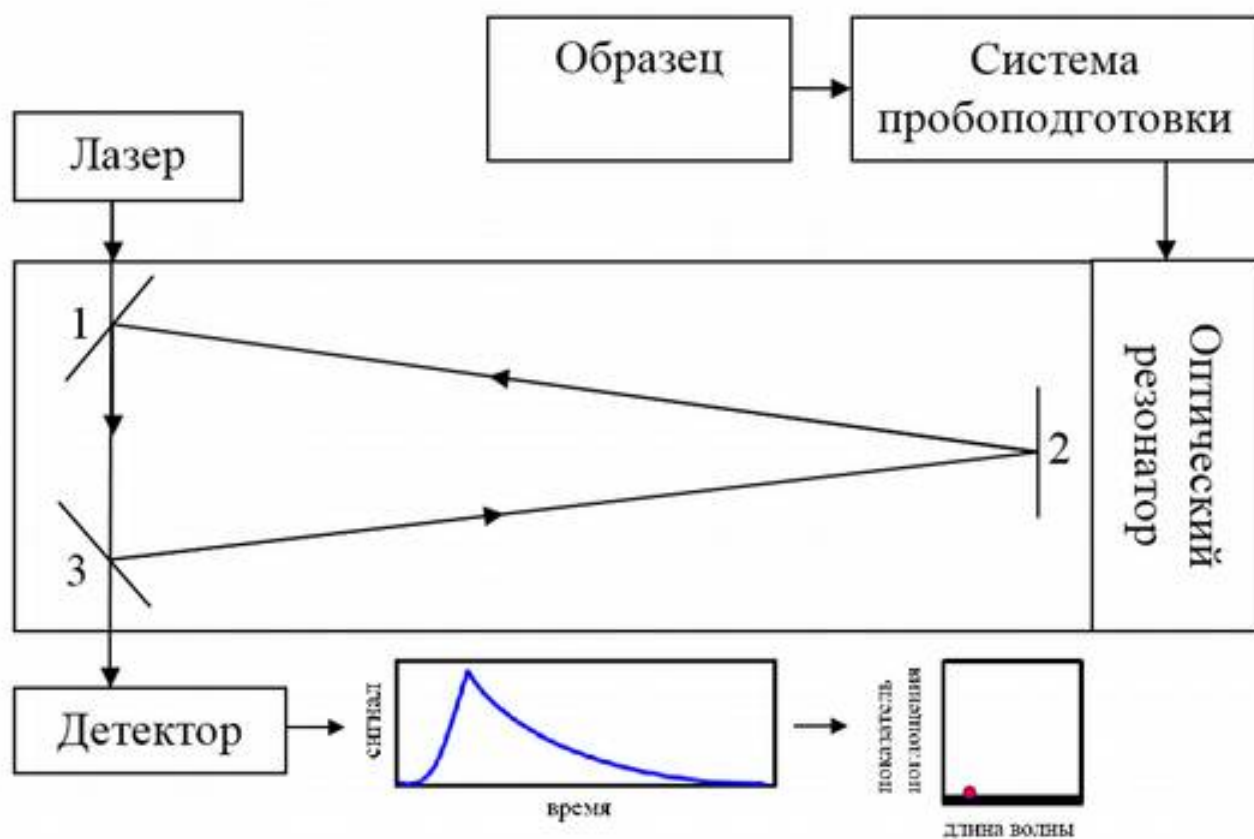 Образец
Система
пробоподготовки
Лазер
1
2
3
Оптический
резонатор
Детектор
сигнал
время
показатель
поглощения
длина волны